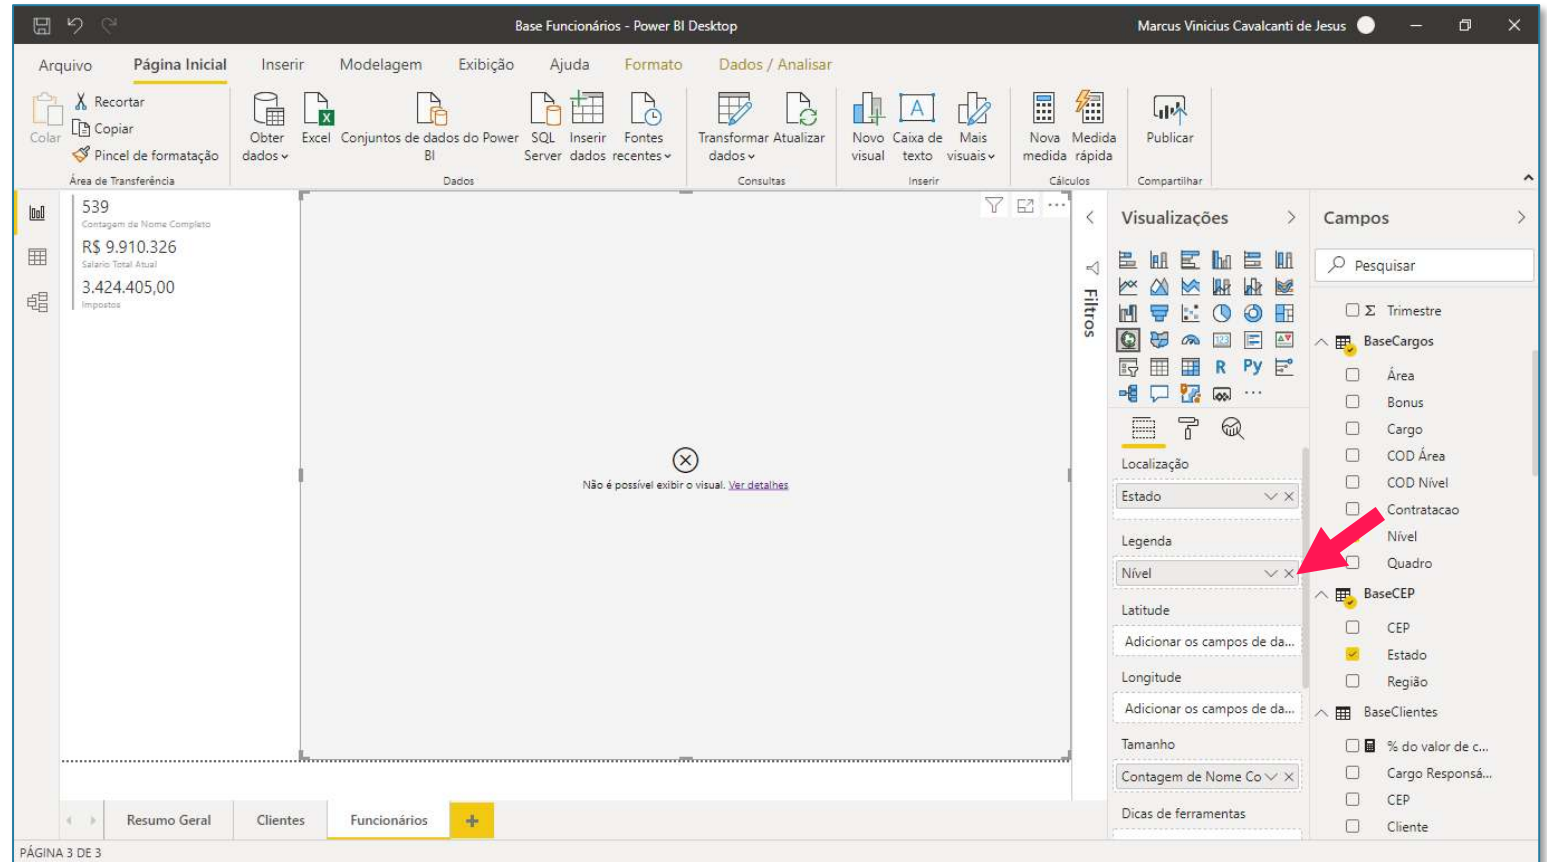 Base Funcionários - Power BI Desktop
Marcus Vinicius Cavalcanti de Jesus
Arquivo
Página Inicial
Inserir
Modelagem
Exibição
Ajuda
Formato
Dados / Analisar
Colar
Recortar
Copiar
Pincel de formatação
Área de Transferência
Obter dados
Excel
Conjuntos de dados do Power BI
SQL Server
Inserir dados
Fontes recentes
Dados
Transformar dados
Atualizar
Consultas
Novo visual
Caixa de texto
A
Mais visuais
Inserir
Nova medida
Medida rápida
Cálculos
Publicar
Compartilhar
539
Contagem de Nome Completo
R$ 9.910.326
Salario Total Atual
3.424.405,00
Impostos
Não é possível exibir o visual. Ver detalhes
Filtros
Visualizações
123
R
Py
Localização
Estado
Legenda
Nível
Latitude
Adicionar os campos de da...
Longitude
Adicionar os campos de da...
Tamanho
Contagem de Nome Co
Dicas de ferramentas
Campos
Pesquisar
Σ Trimestre
BaseCargos
Área
Bonus
Cargo
COD Área
COD Nível
Contratacao
Nível
Quadro
BaseCEP
CEP
Estado
Região
BaseClientes
% do valor de c...
Cargo Responsá...
CEP
Cliente
Resumo Geral
Clientes
Funcionários
+
PÁGINA 3 DE 3